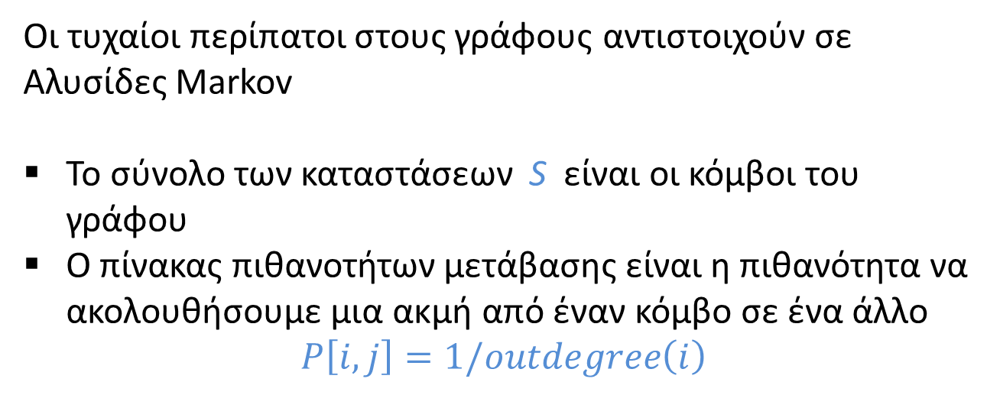 Οι τυχαίοι περίπατοι στους γράφους αντιστοιχούν σε
Αλυσίδες Markov
▪ Το σύνολο των καταστάσεων S είναι οι κόμβοι του
γράφου
▪ Ο πίνακας πιθανοτήτων μετάβασης είναι η πιθανότητα να
ακολουθήσουμε μια ακμή από έναν κόμβο σε ένα άλλο
P[i, j] = 1/outdegree(i)